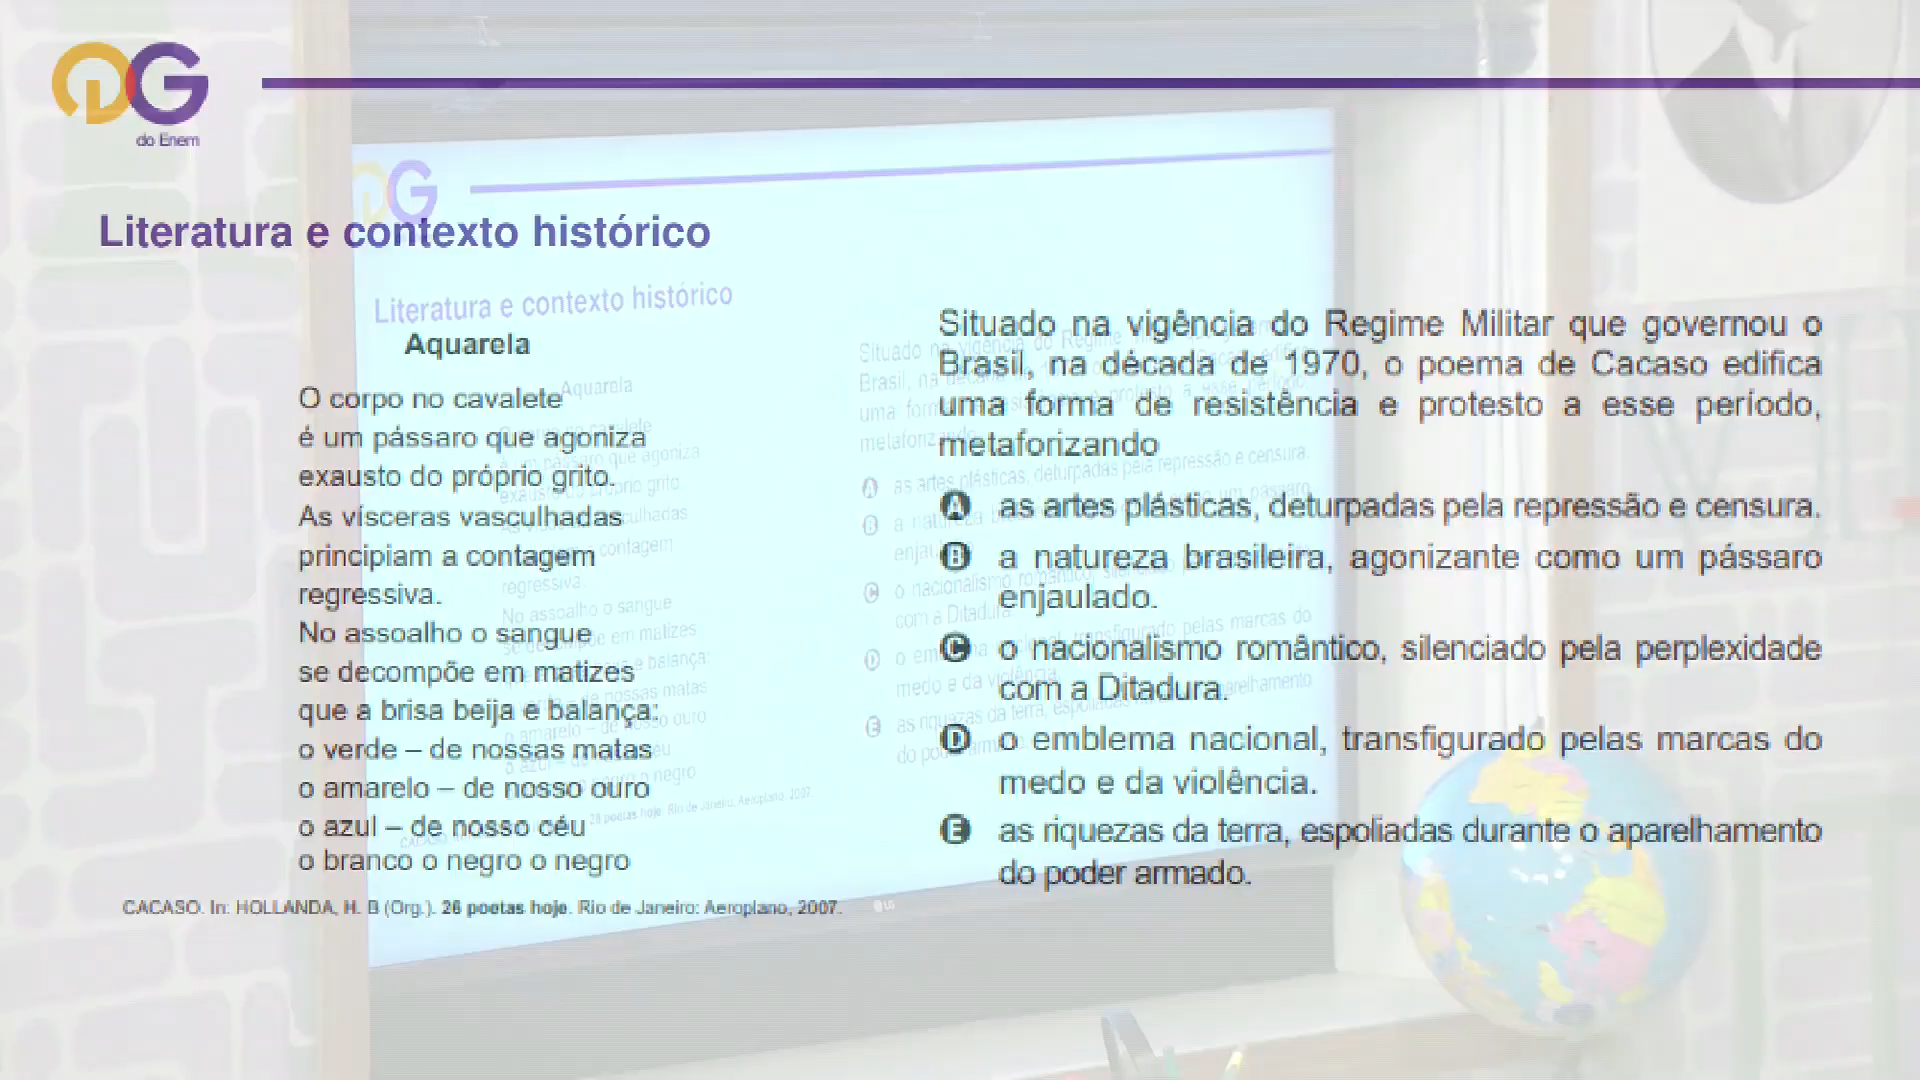 QG
do Enem
Literatura e contexto histórico
Aquarela
O corpo no cavalete
é um pássaro que agoniza
exausto do próprio grito.
As vísceras vasculhadas
principiam a contagem
regressiva.
No assoalho o sangue
se decompõe em matizes
que a brisa beija e balança:
o verde – de nossas matas
o amarelo – de nosso ouro
o azul – de nosso céu
o branco o negro o negro
CACASO. In: HOLLANDA, H. B (Org.). 26 poetas hoje. Rio de Janeiro: Aeroplano, 2007.
Situado na vigência do Regime Militar que governou o
Brasil, na década de 1970, o poema de Cacaso edifica
uma forma de resistência e protesto a esse período,
metaforizando
A as artes plásticas, deturpadas pela repressão e censura.
B a natureza brasileira, agonizante como um pássaro
enjaulado.
C o nacionalismo romântico, silenciado pela perplexidade
com a Ditadura.
D o emblema nacional, transfigurado pelas marcas do
medo e da violência.
E as riquezas da terra, espoliadas durante o aparelhamento
do poder armado.
G
Literatura e contexto histórico
Aquarela
LG